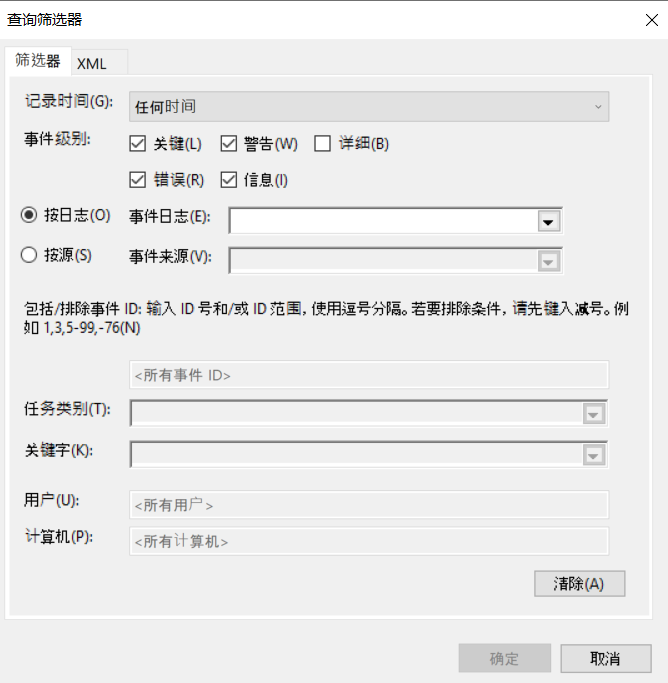 查询筛选器
筛选器 XML
记录时间(G): 任何时间
事件级别: 关键(L) 警告(W) 详细(B)
错误(R) 信息(I)
按日志(O) 事件日志(E):
按源(S) 事件来源(V):
包括/排除事件 ID: 输入 ID 号和/或 ID 范围，使用逗号分隔。若要排除条件，请先键入减号。例
如 1,3,5-99,-76(N)
<所有事件 ID>
任务类别(T):
关键字(K):
用户(U): <所有用户>
计算机(P): <所有计算机>
清除(A)
确定 取消